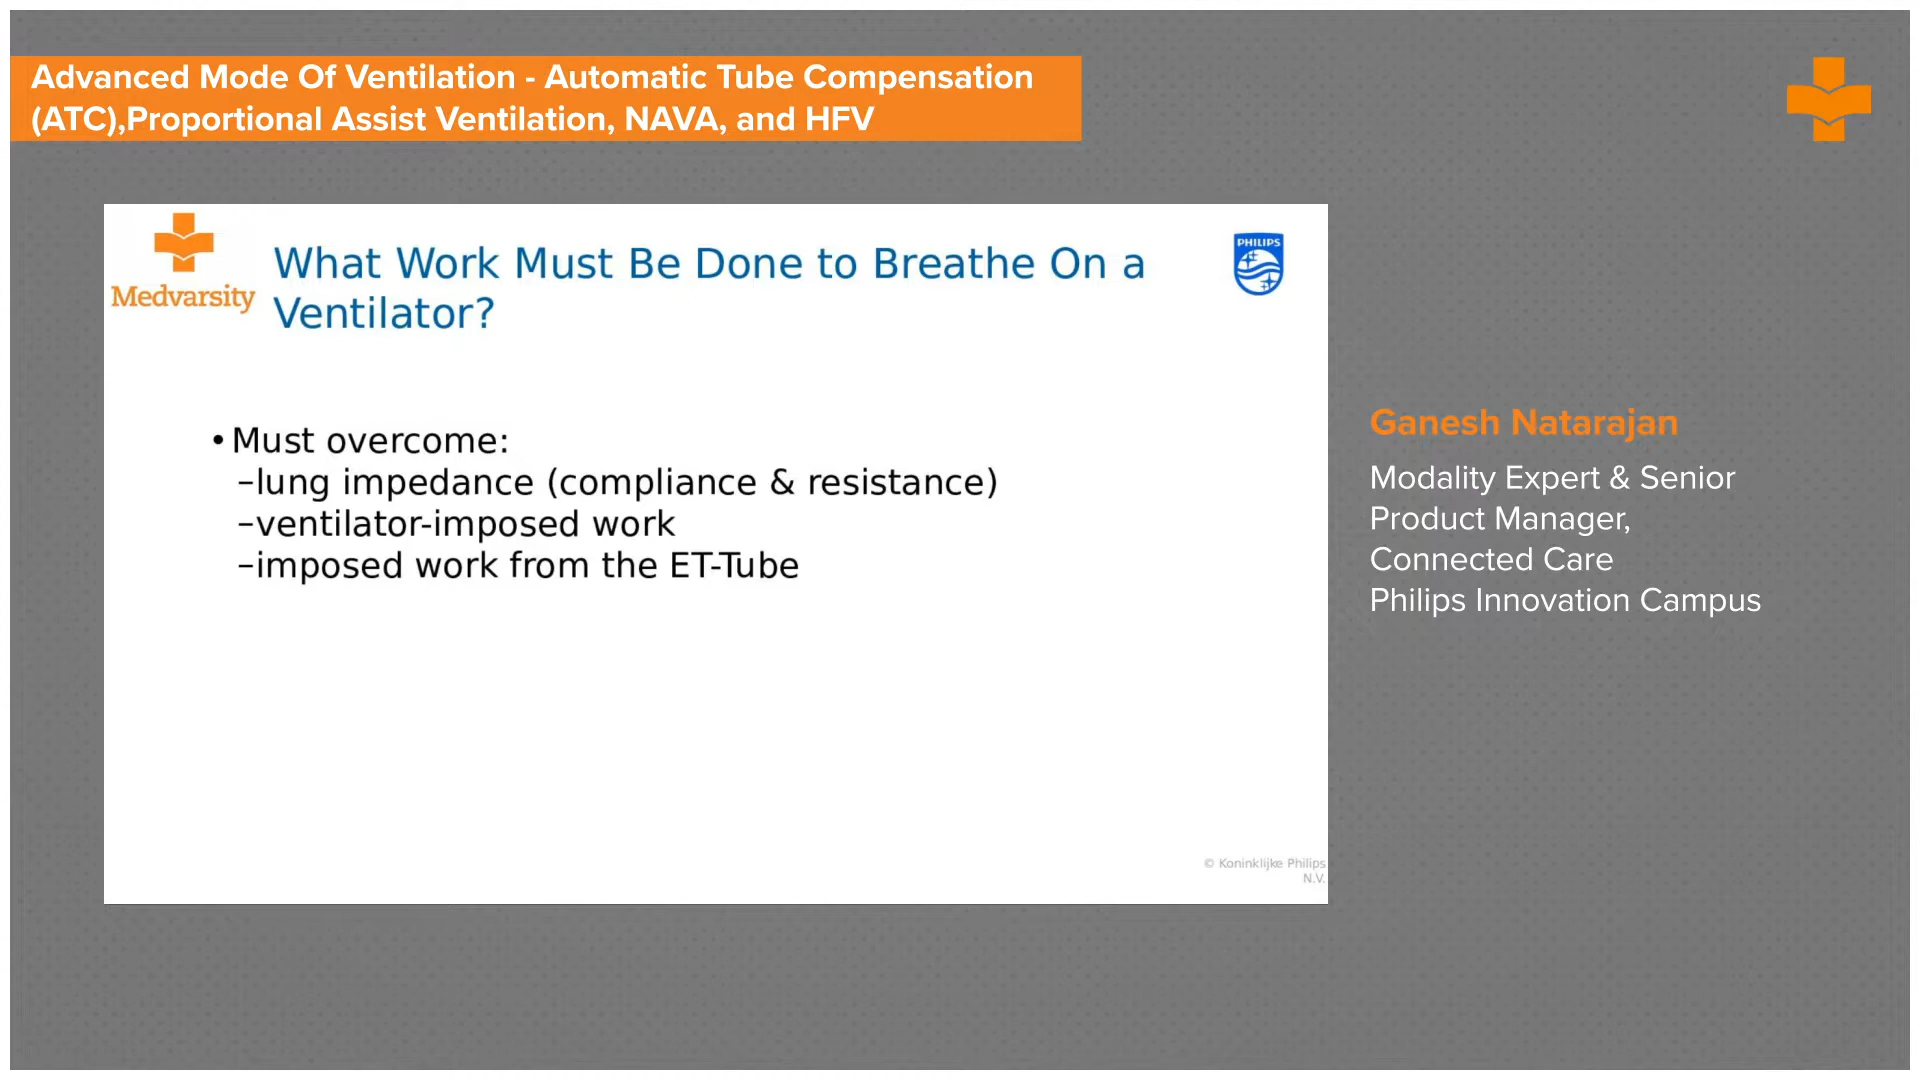 Advanced Mode Of Ventilation - Automatic Tube Compensation
(ATC),Proportional Assist Ventilation, NAVA, and HFV
Medvarsity
What Work Must Be Done to Breathe On a
Ventilator?
PHILIPS
• Must overcome:
–lung impedance (compliance & resistance)
–ventilator-imposed work
–imposed work from the ET-Tube
© Koninklijke Philips
N.V.
Ganesh Natarajan
Modality Expert & Senior
Product Manager,
Connected Care
Philips Innovation Campus